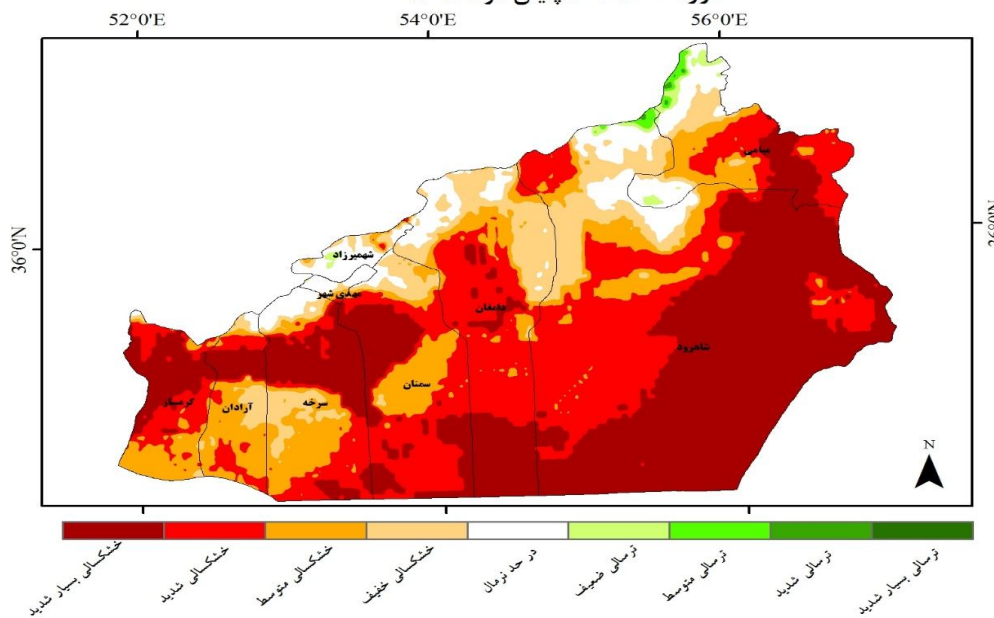 52°0'E 54°0'E 56°0'E
36°0'N
36°0'N
میامی
شهمیرزاد
مهدی شهر
دامغان
شاهرود
سمنان
گرمسار
آرادان
سرخه
N
خشکسالی بسیار شدید
خشکسالی شدید
خشکسالی متوسط
خشکسالی خفیف
در حد نرمال
ترسالی ضعیف
ترسالی متوسط
ترسالی شدید
ترسالی بسیار شدید